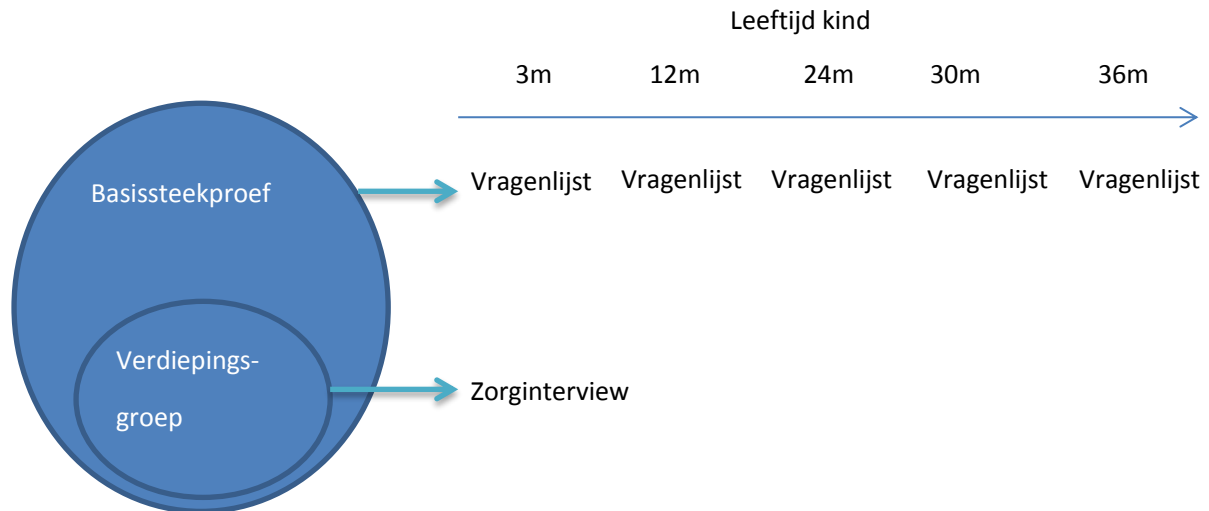 Leeftijd kind
3m 12m 24m 30m 36m
Basissteekproef
Vragenlijst Vragenlijst Vragenlijst Vragenlijst Vragenlijst
Verdiepings-
groep
Zorginterview